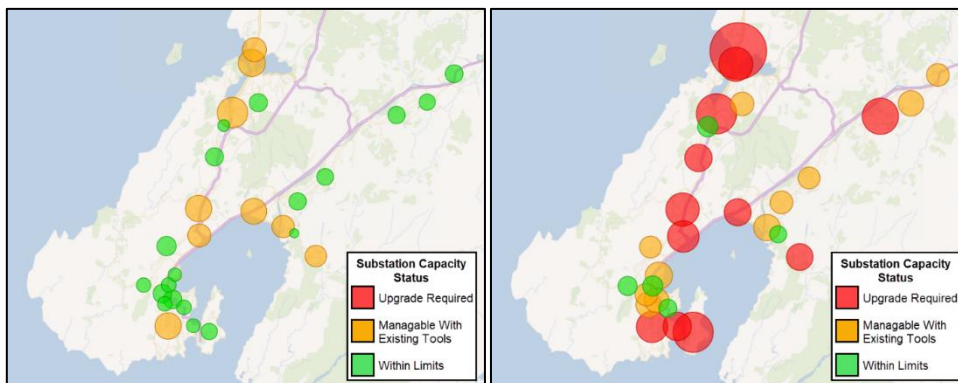 Substation Capacity
Status
Upgrade Required
Managable With
Existing Tools
Within Limits
Substation Capacity
Status
Upgrade Required
Managable With
Existing Tools
Within Limits